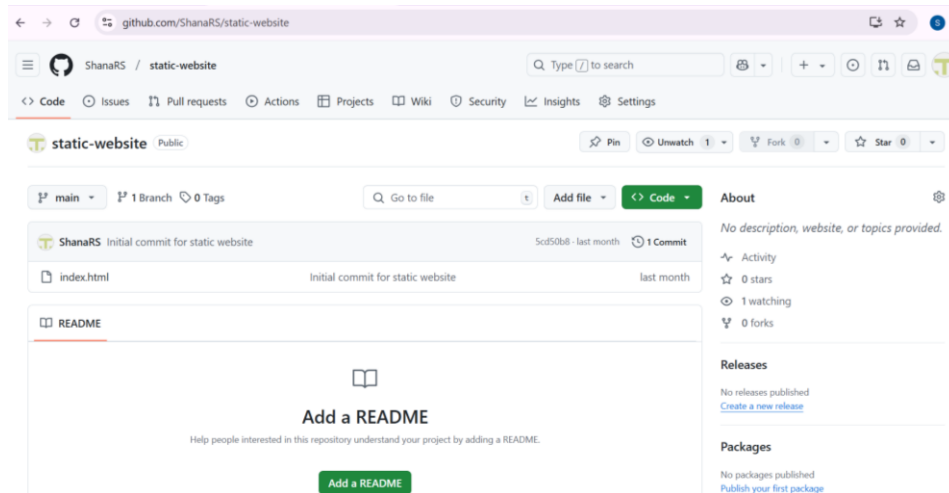 github.com/ShanaRS/static-website
S
ShanaRS / static-website
Q Type / to search
Code Issues Pull requests Actions Projects Wiki Security Insights Settings
static-website Public
Pin Unwatch 1 Fork 0 Star 0
main 1 Branch 0 Tags
Go to file t Add file Code
About
No description, website, or topics provided.
ShanaRS Initial commit for static website 5cd50b8 · last month 1 Commit
index.html Initial commit for static website last month
Activity
0 stars
1 watching
0 forks
README
Add a README
Help people interested in this repository understand your project by adding a README.
Add a README
Releases
No releases published
Create a new release
Packages
No packages published
Publish your first package